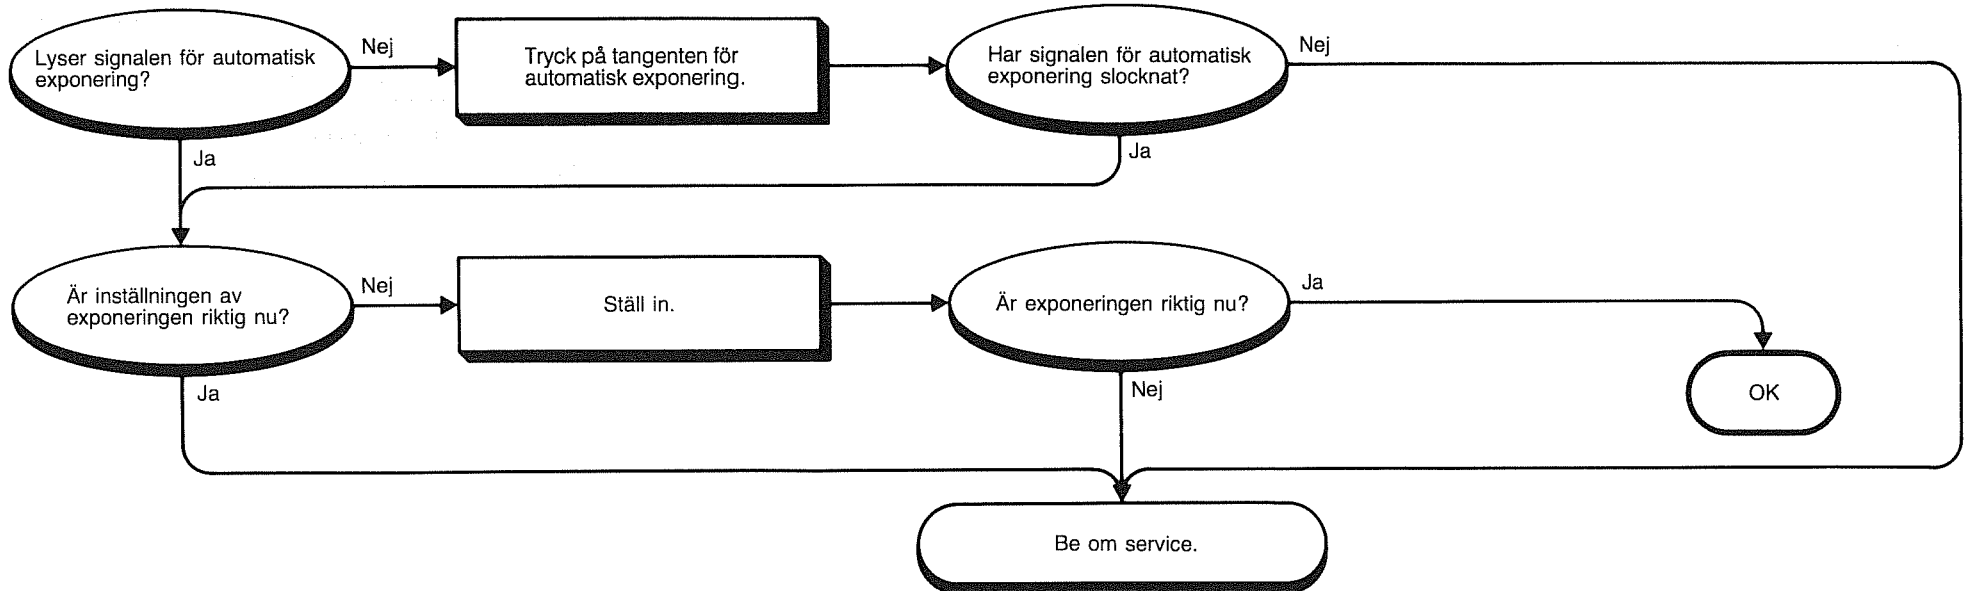 Lyser signalen för automatisk
exponering?
Nej
Tryck på tangenten för
automatisk exponering.
Har signalen för automatisk
exponering slocknat?
Nej
Ja
Ja
Är inställningen av
exponeringen riktig nu?
Nej
Ställ in.
Är exponeringen riktig nu?
Ja
OK
Ja
Nej
Be om service.